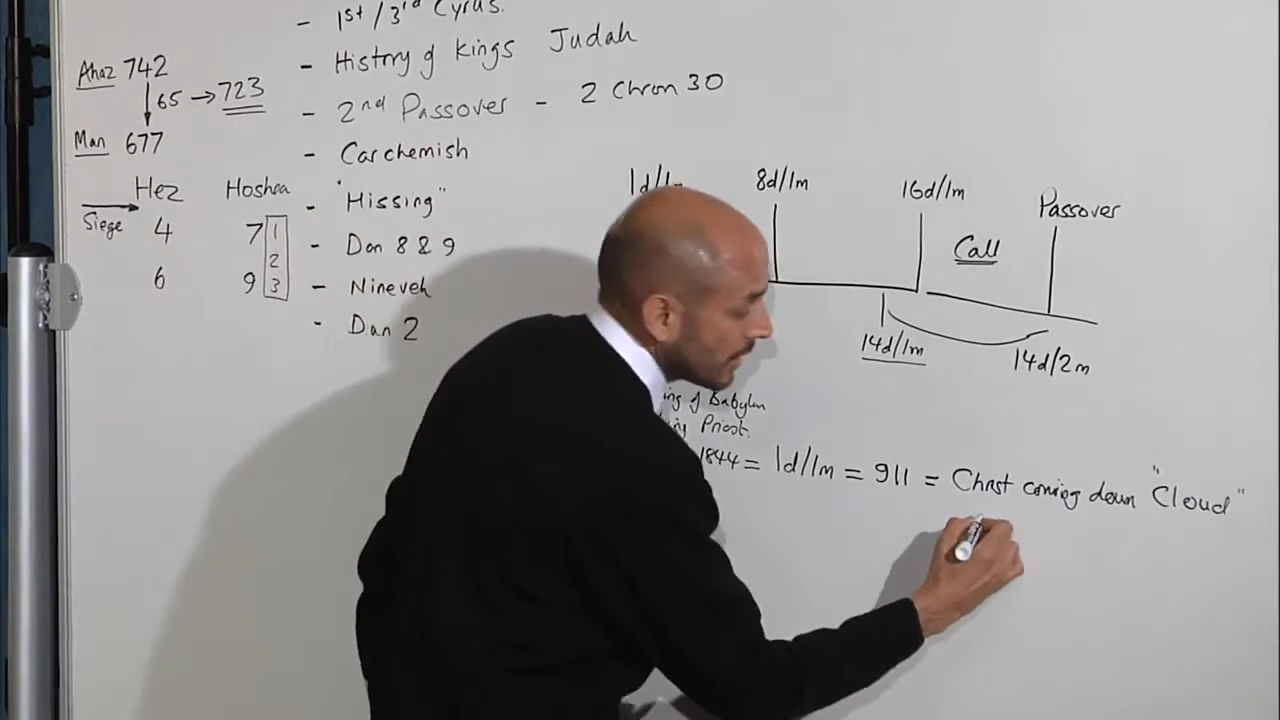 - 1st / 3rd Cyrus.
- History of Kings Judah
- 2nd Passover - 2 Chron 30
- Carchemish
- "Missing"
- Dan 8 & 9
- Nineveh
- Dan 2
Ahaz 742
65 → 723
Man 677
Hez Hoshea
Siege 4 7 1
2
6 9 3
1d/1m 8d/1m 16d/1m Passover
Call
14d/1m 14d/2m
of Babylon
Priest.
1844 = 1d/1m = 911 = Christ coming down "Cloud"